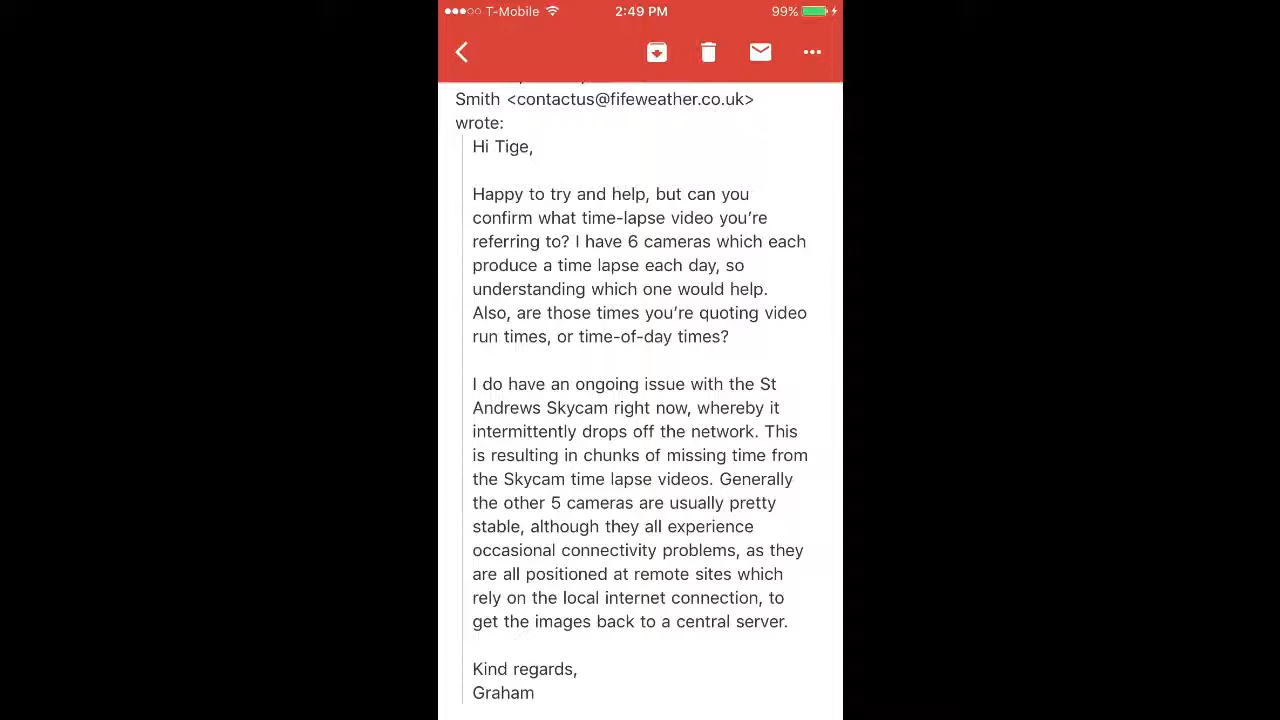 T-Mobile 2:49 PM 99%
Smith <contactus@fifeweather.co.uk>
wrote:
Hi Tige,
Happy to try and help, but can you
confirm what time-lapse video you’re
referring to? I have 6 cameras which each
produce a time lapse each day, so
understanding which one would help.
Also, are those times you’re quoting video
run times, or time-of-day times?
I do have an ongoing issue with the St
Andrews Skycam right now, whereby it
intermittently drops off the network. This
is resulting in chunks of missing time from
the Skycam time lapse videos. Generally
the other 5 cameras are usually pretty
stable, although they all experience
occasional connectivity problems, as they
are all positioned at remote sites which
rely on the local internet connection, to
get the images back to a central server.
Kind regards,
Graham